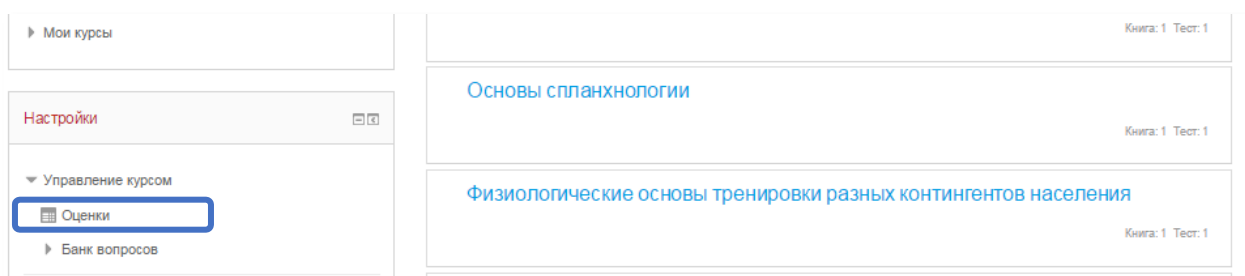 Мои курсы
Настройки
Управление курсом
Оценки
Банк вопросов
Книга: 1 Тест: 1
Основы спланхнологии
Книга: 1 Тест: 1
Физиологические основы тренировки разных контингентов населения
Книга: 1 Тест: 1